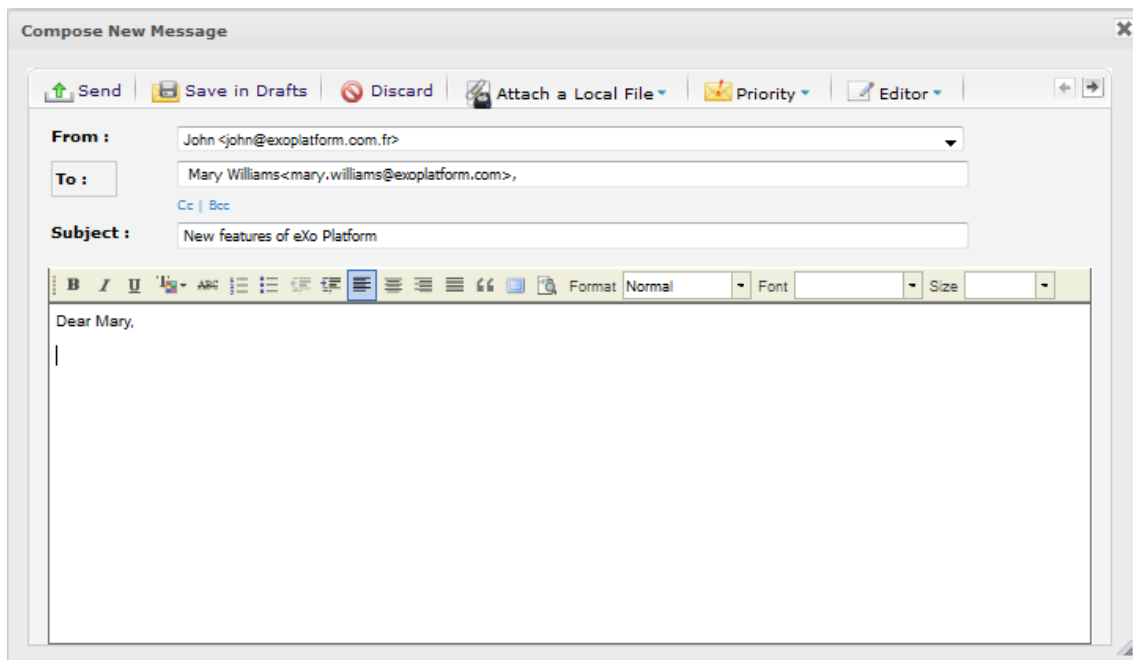 Compose New Message
Send Save in Drafts Discard Attach a Local File Priority Editor
From : John <john@exoplatform.com.fr>
To : Mary Williams<mary.williams@exoplatform.com>,
Cc | Bcc
Subject : New features of eXo Platform
B I U ABC Format Normal Font Size
Dear Mary,